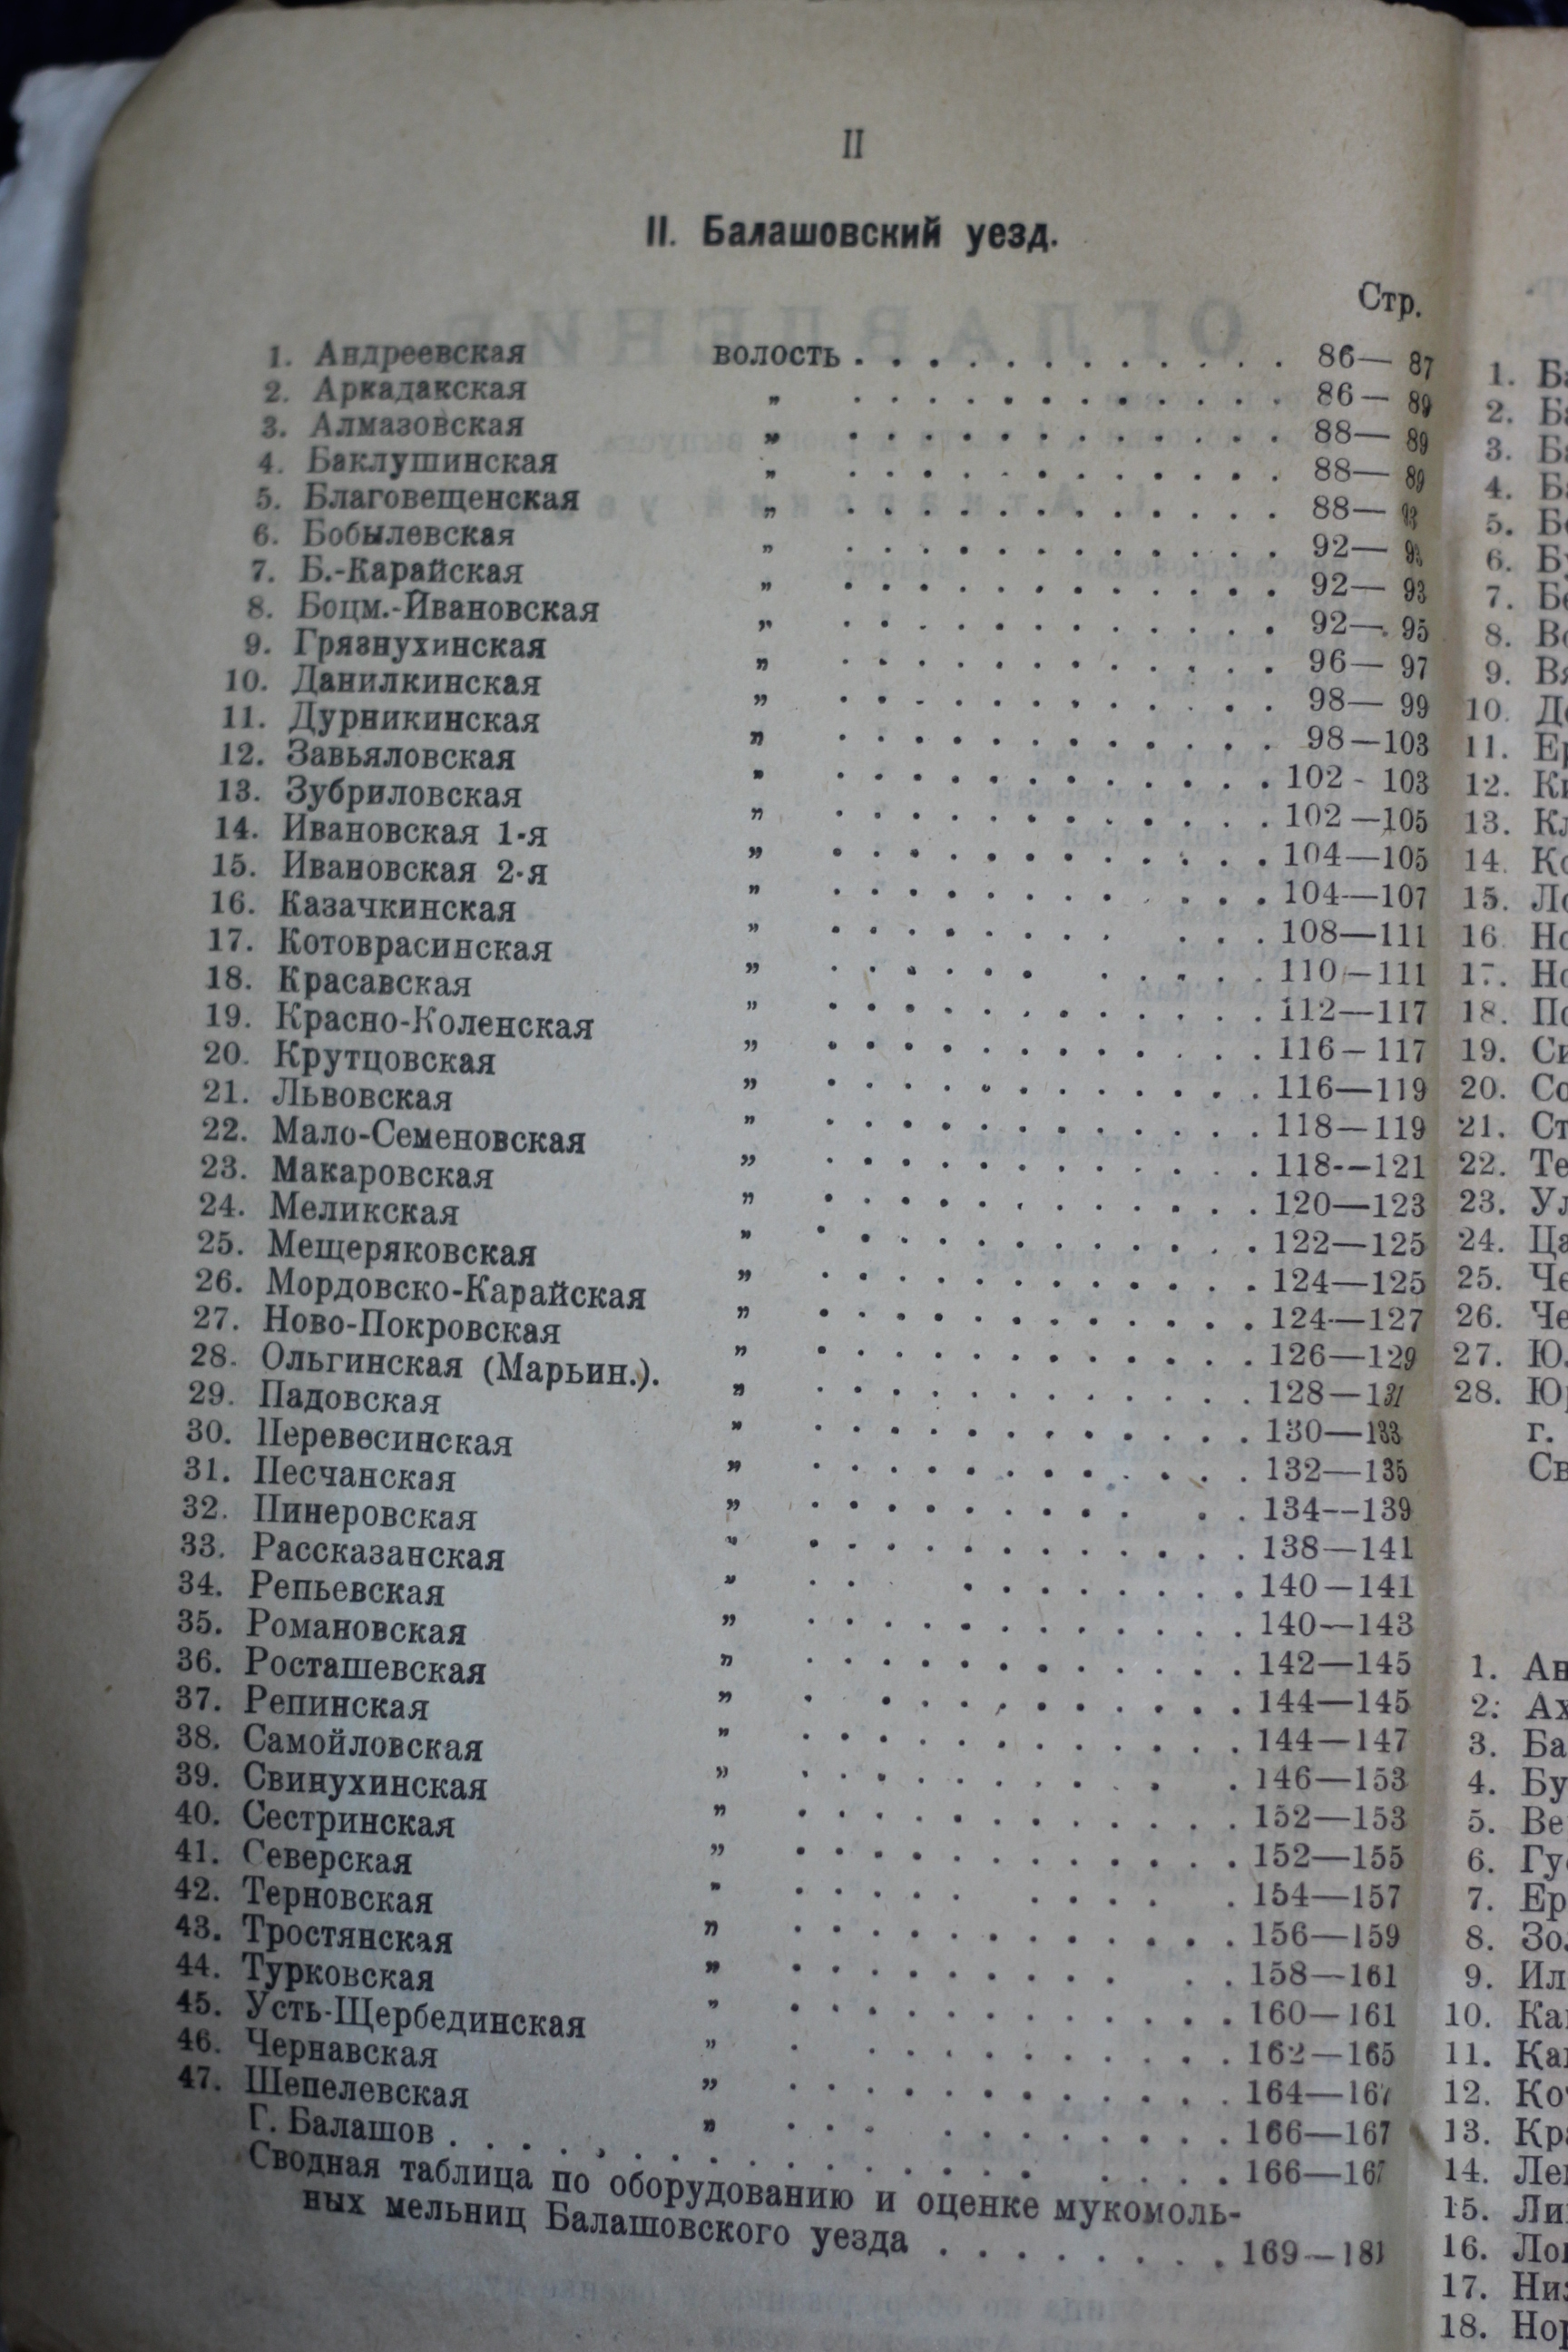 II
II. Балашовский уезд.
Стр.
1. Андреевская волость . . . . . . . . . . . . 86— 87
2. Аркадакская „ . . . . . . . . . . . . 86— 89
3. Алмазовская „ . . . . . . . . . . . . 88— 89
4. Баклушинская „ . . . . . . . . . . . . 88— 89
5. Благовещенская „ . . . . . . . . . . . . 88— 93
6. Бобылевская „ . . . . . . . . . . . . 92— 93
7. Б.-Карайская „ . . . . . . . . . . . . 92— 93
8. Боцм.-Ивановская „ . . . . . . . . . . . . 92— 95
9. Грязнухинская „ . . . . . . . . . . . . 96— 97
10. Данилкинская „ . . . . . . . . . . . . 98— 99
11. Дурникинская „ . . . . . . . . . . . . 98—103
12. Завьяловская „ . . . . . . . . . . . . 102 - 103
13. Зубриловская „ . . . . . . . . . . . . 102—105
14. Ивановская 1-я „ . . . . . . . . . . . . 104—105
15. Ивановская 2-я „ . . . . . . . . . . . . 104—107
16. Казачкинская „ . . . . . . . . . . . . 108—111
17. Котоврасинская „ . . . . . . . . . . . . 110—111
18. Красавская „ . . . . . . . . . . . . 112—117
19. Красно-Коленская „ . . . . . . . . . . . . 116—117
20. Крутцовская „ . . . . . . . . . . . . 116—119
21. Львовская „ . . . . . . . . . . . . 118—119
22. Мало-Семеновская „ . . . . . . . . . . . . 118—121
23. Макаровская „ . . . . . . . . . . . . 120—123
24. Меликская „ . . . . . . . . . . . . 122—125
25. Мещеряковская „ . . . . . . . . . . . . 124—125
26. Мордовско-Карайская „ . . . . . . . . . . . . 124—127
27. Ново-Покровская „ . . . . . . . . . . . . 126—129
28. Ольгинская (Марьин.). „ . . . . . . . . . . . . 128—131
29. Падовская „ . . . . . . . . . . . . 130—133
30. Перевесинская „ . . . . . . . . . . . . 132—135
31. Песчанская „ . . . . . . . . . . . . 134—139
32. Пинеровская „ . . . . . . . . . . . . 138—141
33. Рассказанская „ . . . . . . . . . . . . 140—141
34. Репьевская „ . . . . . . . . . . . . 140—143
35. Романовская „ . . . . . . . . . . . . 142—145
36. Росташевская „ . . . . . . . . . . . . 144—145
37. Репинская „ . . . . . . . . . . . . 144—147
38. Самойловская „ . . . . . . . . . . . . 146—153
39. Свинухинская „ . . . . . . . . . . . . 152—153
40. Сестринская „ . . . . . . . . . . . . 152—155
41. Северская „ . . . . . . . . . . . . 154—157
42. Терновская „ . . . . . . . . . . . . 156—159
43. Тростянская „ . . . . . . . . . . . . 158—161
44. Турковская „ . . . . . . . . . . . . 160—161
45. Усть-Щербединская „ . . . . . . . . . . . . 162—165
46. Чернавская „ . . . . . . . . . . . . 164—167
47. Шепелевская „ . . . . . . . . . . . . 166—167
Г. Балашов . . . . . . . . . . . . . . . . . . 166—167
Сводная таблица по оборудованию и оценке мукомоль-
ных мельниц Балашовского уезда . . . . . . . . 169—181